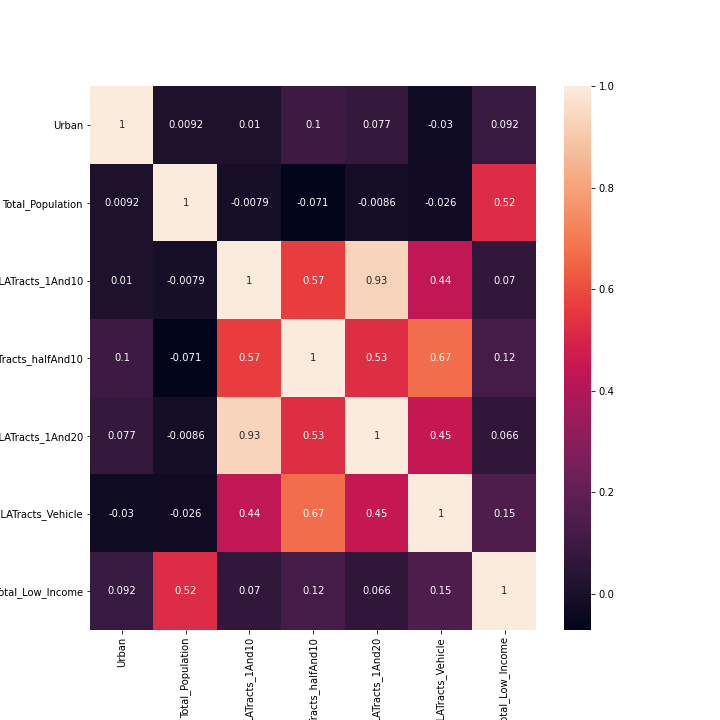 Urban 1 0.0092 0.01 0.1 0.077 -0.03 0.092
Total_Population 0.0092 1 -0.0079 -0.071 -0.0086 -0.026 0.52
LATracts_1And10 0.01 -0.0079 1 0.57 0.93 0.44 0.07
Tracts_halfAnd10 0.1 -0.071 0.57 1 0.53 0.67 0.12
LATracts_1And20 0.077 -0.0086 0.93 0.53 1 0.45 0.066
LATracts_Vehicle -0.03 -0.026 0.44 0.67 0.45 1 0.15
otal_Low_Income 0.092 0.52 0.07 0.12 0.066 0.15 1
Urban
Total_Population
LATracts_1And10
Tracts_halfAnd10
LATracts_1And20
LATracts_Vehicle
otal_Low_Income
1.0
0.8
0.6
0.4
0.2
0.0